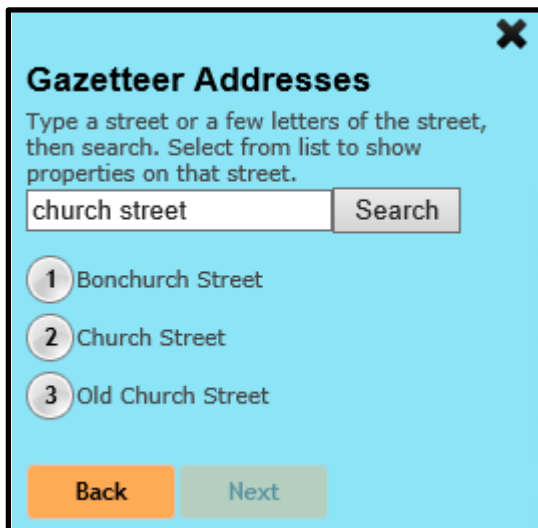 Gazetteer Addresses
Type a street or a few letters of the street,
then search. Select from list to show
properties on that street.
church street Search
1 Bonchurch Street
2 Church Street
3 Old Church Street
Back Next